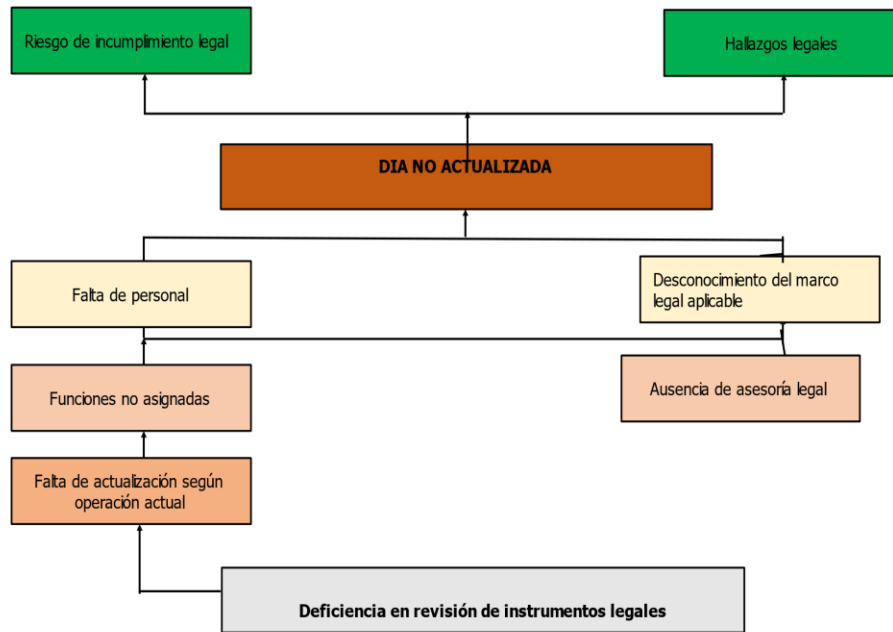 Riesgo de incumplimiento legal
Hallazgos legales
DIA NO ACTUALIZADA
Falta de personal
Desconocimiento del marco
legal aplicable
Funciones no asignadas
Ausencia de asesoría legal
Falta de actualización según
operación actual
Deficiencia en revisión de instrumentos legales